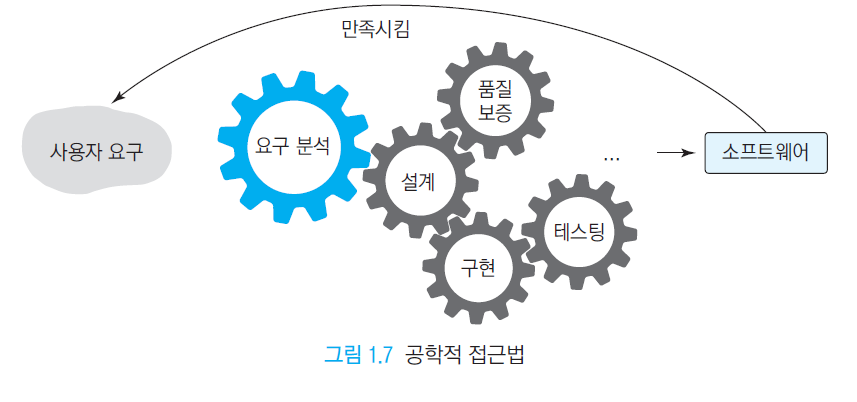 만족시킴
사용자 요구
요구 분석
품질
보증
설계
구현
테스팅
...
소프트웨어
그림 1.7 공학적 접근법